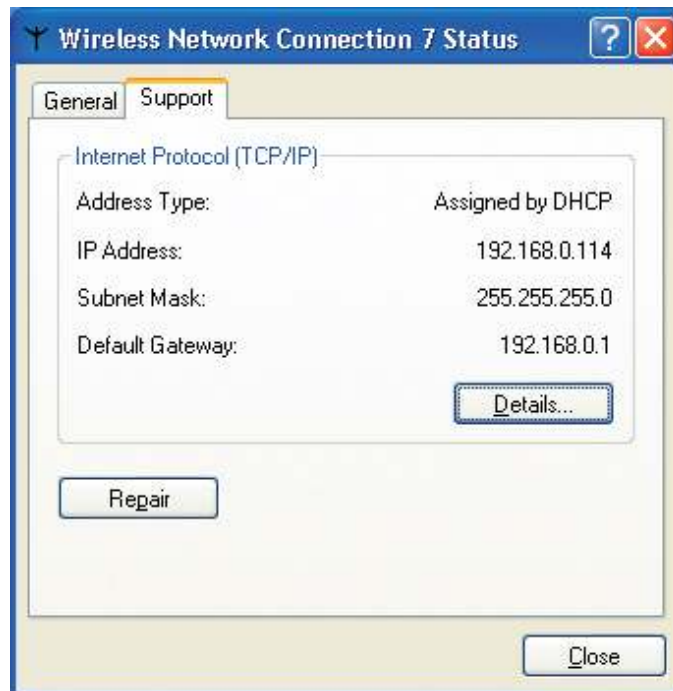 Wireless Network Connection 7 Status
General Support
Internet Protocol (TCP/IP)
Address Type: Assigned by DHCP
IP Address: 192.168.0.114
Subnet Mask: 255.255.255.0
Default Gateway: 192.168.0.1
Details...
Repair
Close